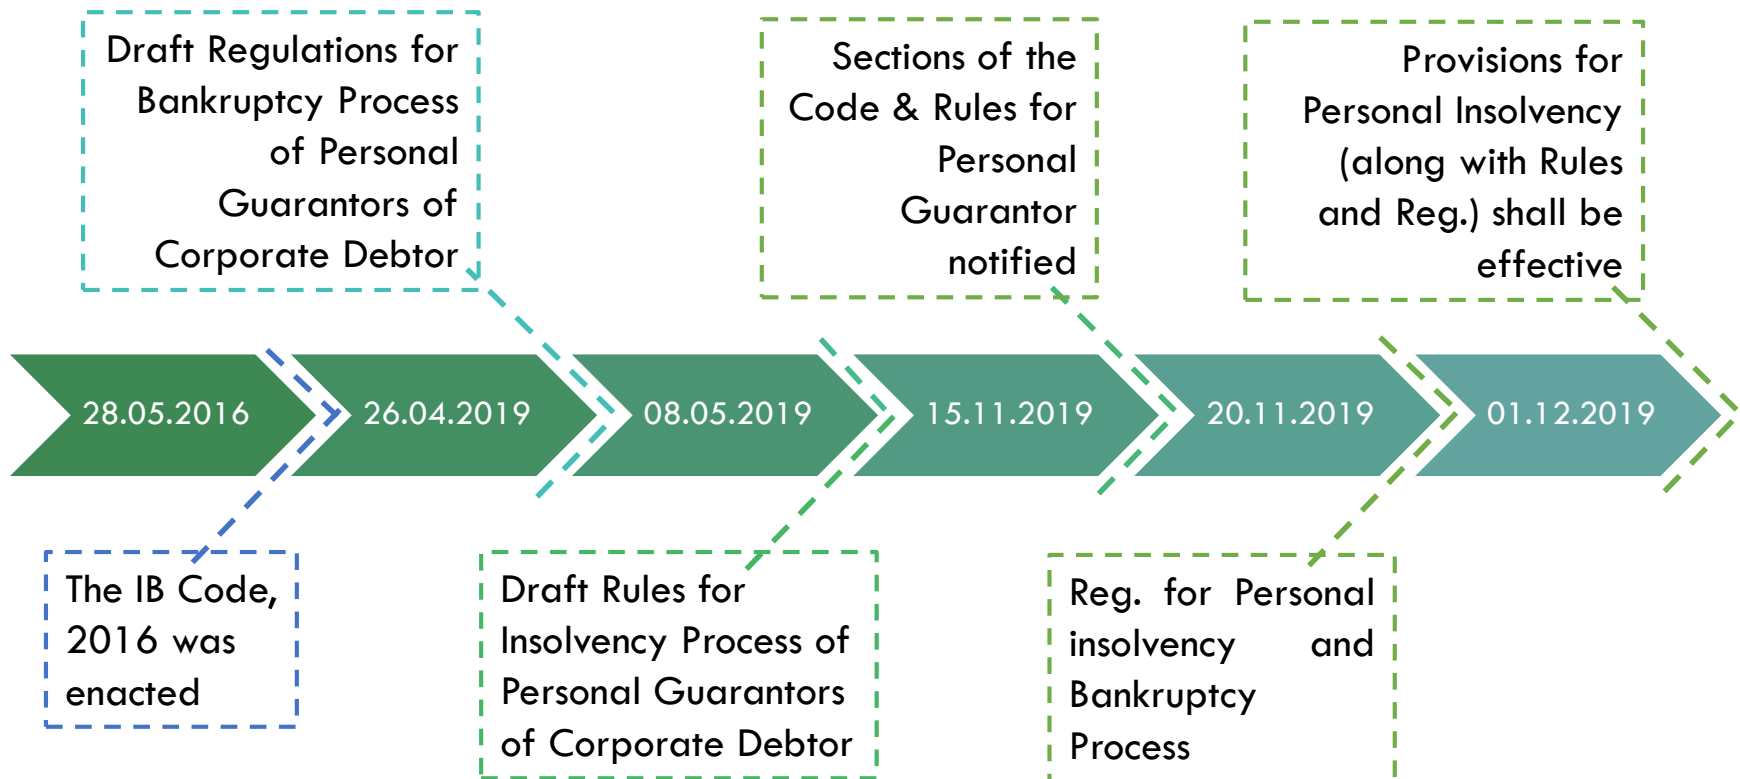 Draft Regulations for
Bankruptcy Process
of Personal
Guarantors of
Corporate Debtor
Sections of the
Code & Rules for
Personal
Guarantor
notified
Provisions for
Personal Insolvency
(along with Rules
and Reg.) shall be
effective
28.05.2016
26.04.2019
08.05.2019
15.11.2019
20.11.2019
01.12.2019
The IB Code,
2016 was
enacted
Draft Rules for
Insolvency Process of
Personal Guarantors
of Corporate Debtor
Reg. for Personal
insolvency and
Bankruptcy
Process